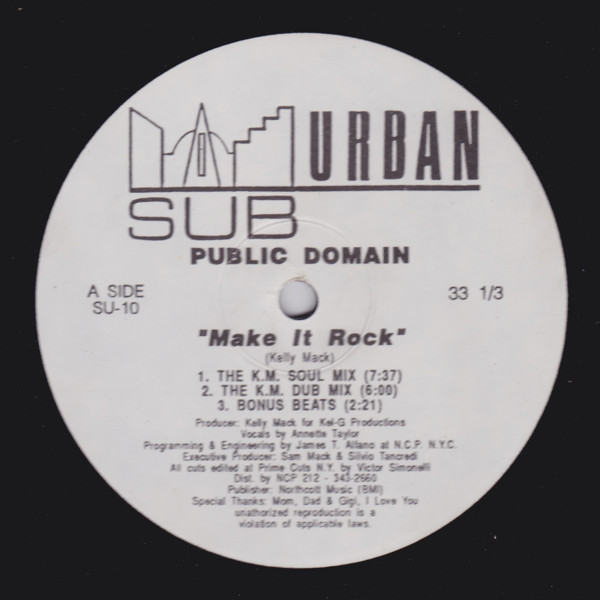 URBAN
SUB
PUBLIC DOMAIN
A SIDE
SU-10
33 1/3
"Make It Rock"
(Kelly Mack)
1. THE K.M. SOUL MIX (7:37)
2. THE K.M. DUB MIX (6:00)
3. BONUS BEATS (2:21)
Producer: Kelly Mack for Kel-G Productions
Vocals by Annette Taylor
Programming & Engineering by James T. Alfano at N.C.P. N.Y.C.
Executive Producer: Sam Mack & Silvio Tancredi
All cuts edited at Prime Cuts N.Y. by Victor Simonelli
Dist. by NCP 212 - 343-2660
Publisher: Northcott Music (BMI)
Special Thanks: Mom, Dad & Gigi, I Love You
unathorized reproduction is a
violation of applicable laws.